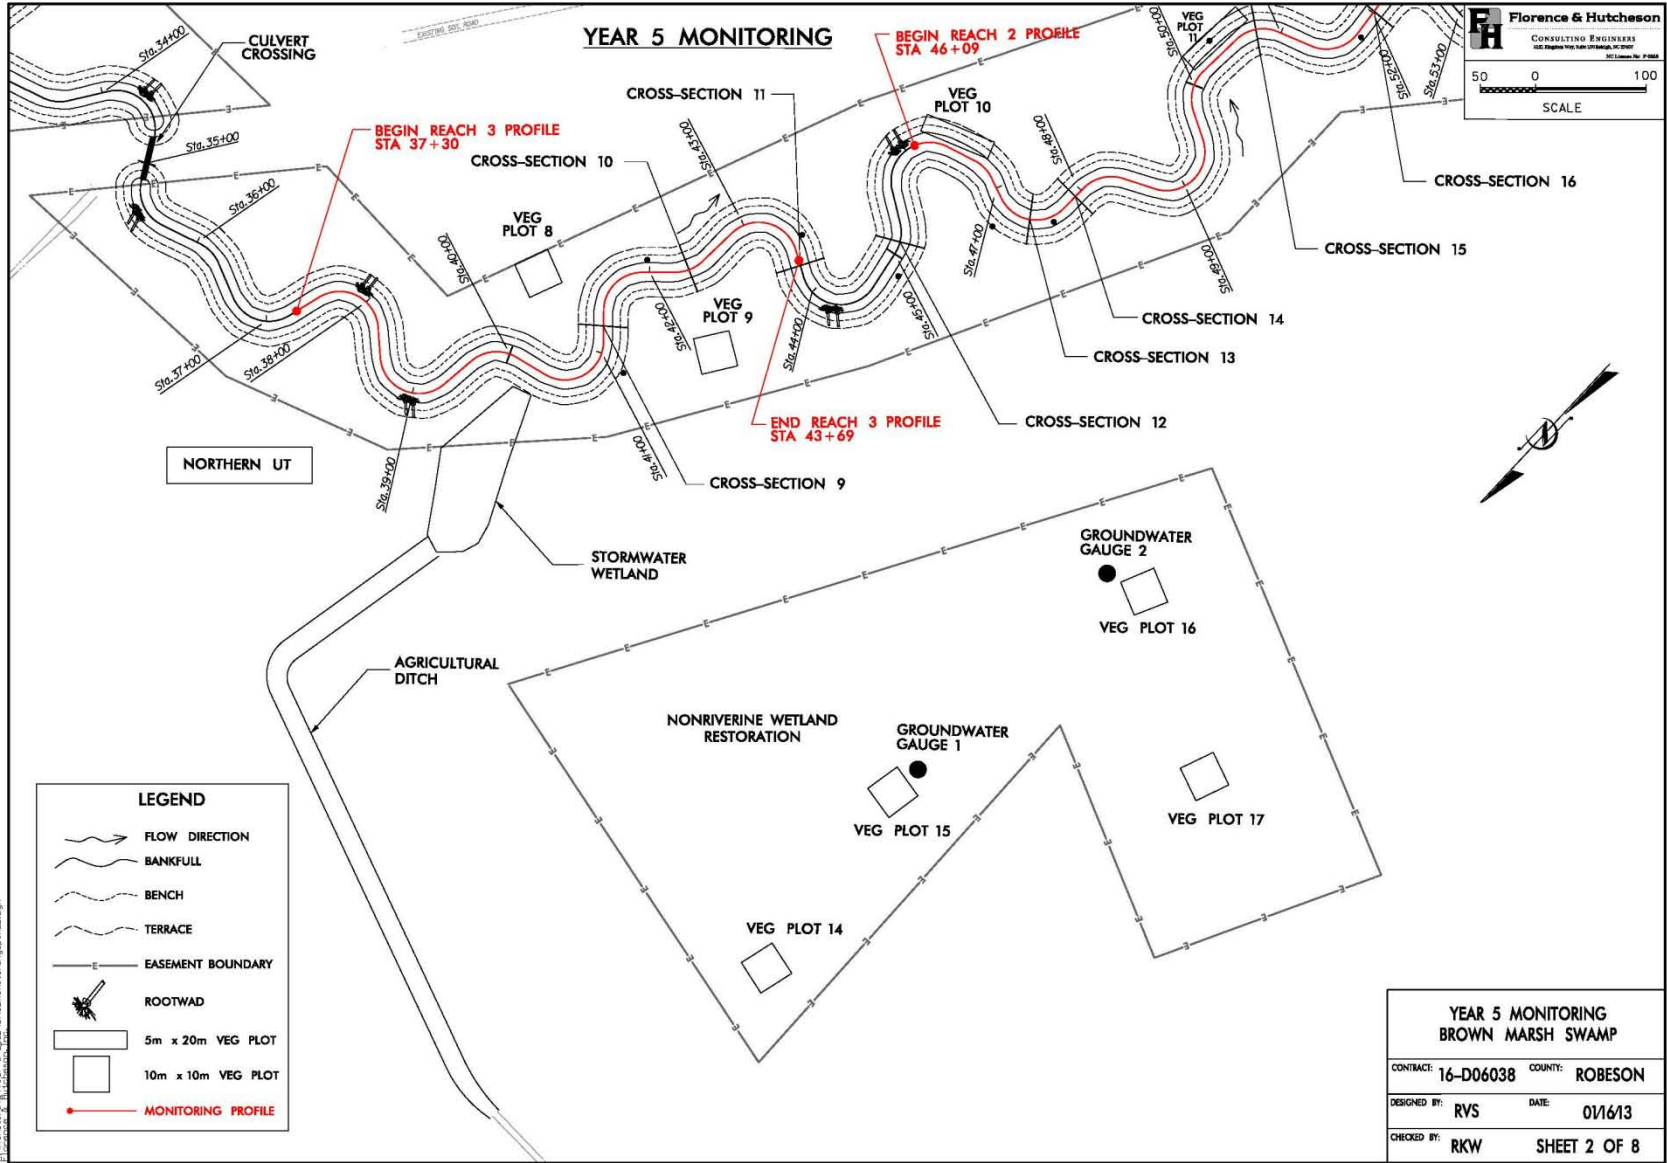 YEAR 5 MONITORING
EXISTING SOIL ROAD
Florence & Hutcheson
CONSULTING ENGINEERS
50 0 100
SCALE
Sta.34+00
CULVERT
CROSSING
Sta.35+00
Sta.36+00
BEGIN REACH 3 PROFILE
STA 37+30
Sta.37+00
Sta.38+00
Sta.39+00
Sta.40+00
CROSS-SECTION 10
VEG
PLOT 8
CROSS-SECTION 11
Sta.43+00
BEGIN REACH 2 PROFILE
STA 46+09
VEG
PLOT 10
Sta.48+00
Sta.50+00
VEG
PLOT
11
Sta.52+00
Sta.53+00
CROSS-SECTION 16
CROSS-SECTION 15
Sta.49+00
Sta.47+00
CROSS-SECTION 14
CROSS-SECTION 13
Sta.45+00
CROSS-SECTION 12
Sta.44+00
VEG
PLOT 9
Sta.42+00
END REACH 3 PROFILE
STA 43+69
Sta.41+00
CROSS-SECTION 9
NORTHERN UT
STORMWATER
WETLAND
AGRICULTURAL
DITCH
GROUNDWATER
GAUGE 2
VEG PLOT 16
NONRIVERINE WETLAND
RESTORATION
GROUNDWATER
GAUGE 1
VEG PLOT 15
VEG PLOT 17
VEG PLOT 14
LEGEND
FLOW DIRECTION
BANKFULL
BENCH
TERRACE
E EASEMENT BOUNDARY
ROOTWAD
5m x 20m VEG PLOT
10m x 10m VEG PLOT
MONITORING PROFILE
YEAR 5 MONITORING
BROWN MARSH SWAMP
CONTRACT: 16-D06038 COUNTY: ROBESON
DESIGNED BY: RVS DATE: 01/16/13
CHECKED BY: RKW SHEET 2 OF 8